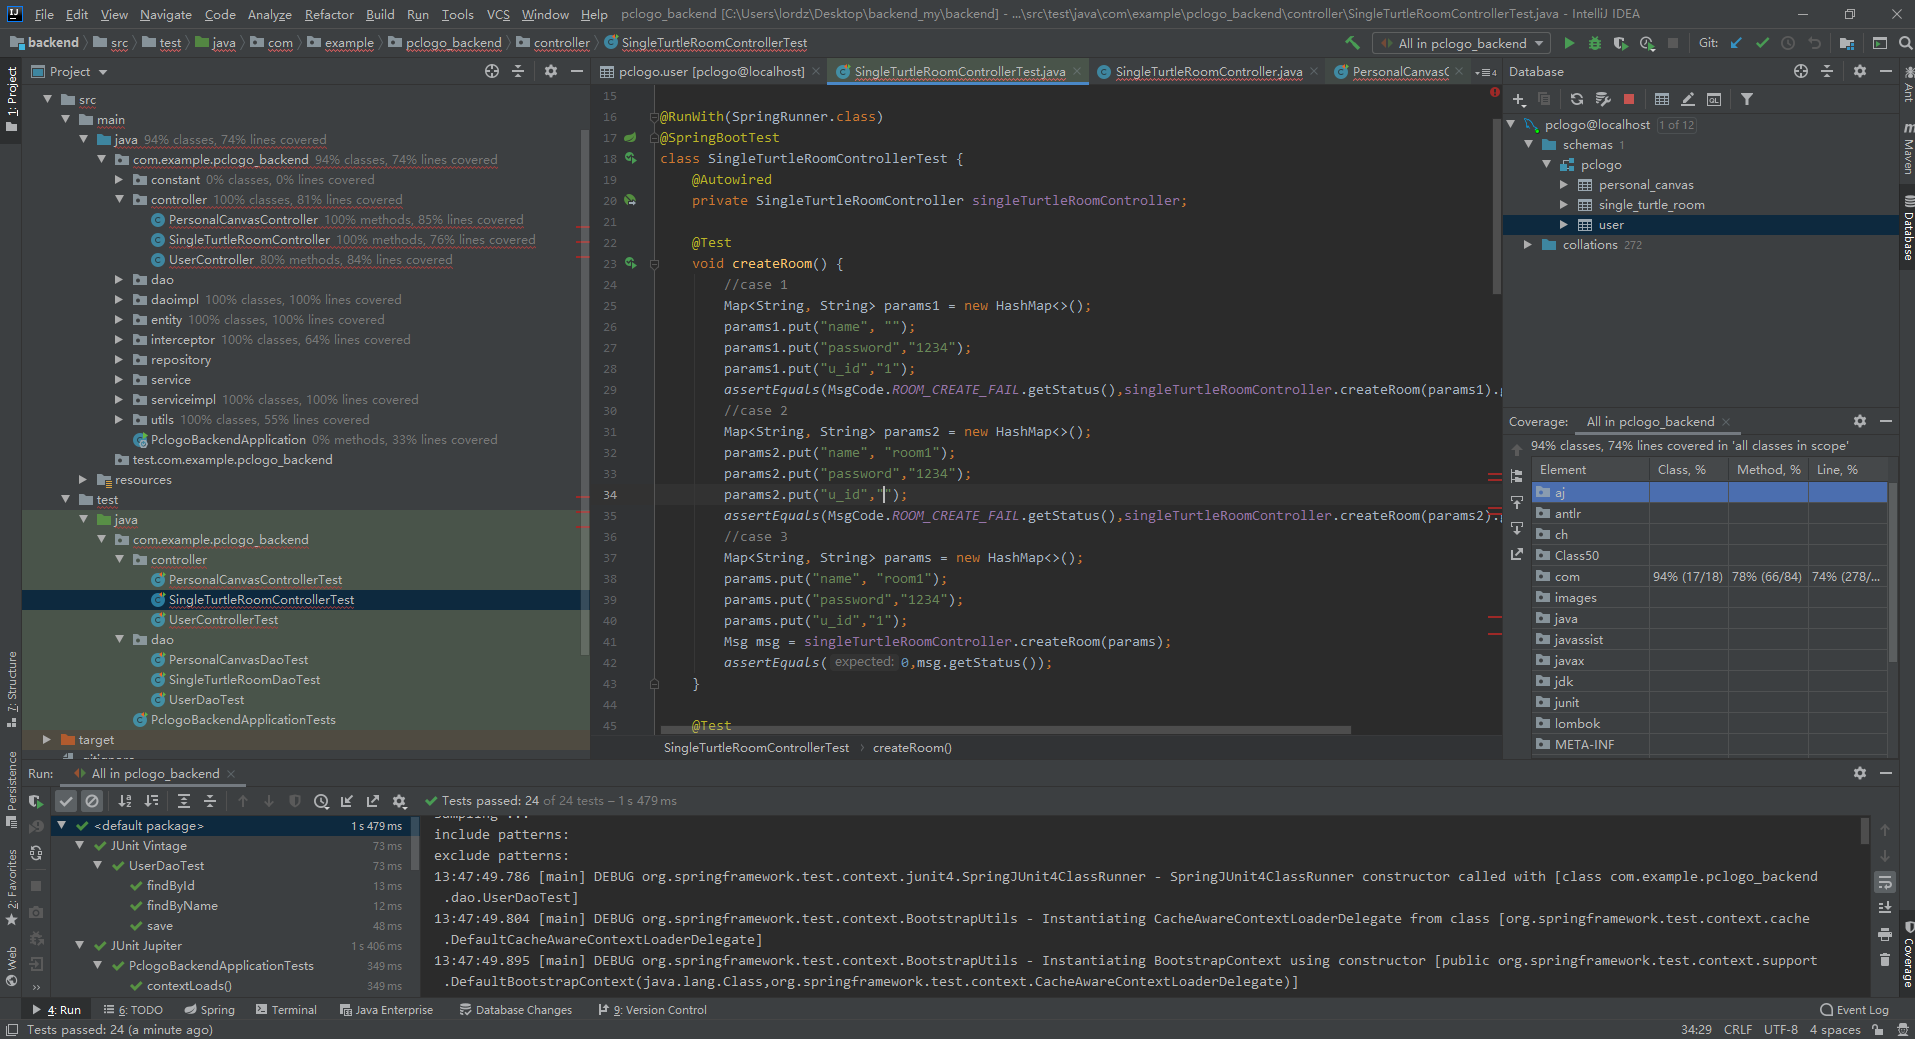 File Edit View Navigate Code Analyze Refactor Build Run Tools VCS Window Help pclogo_backend [C:\Users\lordz\Desktop\backend_my\backend] - ...\src\test\java\com\example\pclogo_backend\controller\SingleTurtleRoomControllerTest.java - IntelliJ IDEA
backend src test java com example pclogo_backend controller SingleTurtleRoomControllerTest All in pclogo_backend Git:
1: Project
Project
src
main
java 94% classes, 74% lines covered
com.example.pclogo_backend 94% classes, 74% lines covered
constant 0% classes, 0% lines covered
controller 100% classes, 81% lines covered
PersonalCanvasController 100% methods, 85% lines covered
SingleTurtleRoomController 100% methods, 76% lines covered
UserController 80% methods, 84% lines covered
dao
daoimpl 100% classes, 100% lines covered
entity 100% classes, 100% lines covered
interceptor 100% classes, 64% lines covered
repository
service
serviceimpl 100% classes, 100% lines covered
utils 100% classes, 55% lines covered
PclogoBackendApplication 0% methods, 33% lines covered
test.com.example.pclogo_backend
resources
test
java
com.example.pclogo_backend
controller
PersonalCanvasControllerTest
SingleTurtleRoomControllerTest
UserControllerTest
dao
PersonalCanvasDaoTest
SingleTurtleRoomDaoTest
UserDaoTest
PclogoBackendApplicationTests
target
.gitignore
7: Structure
Persistence
2: Favorites
Web
pclogo.user [pclogo@localhost] SingleTurtleRoomControllerTest.java SingleTurtleRoomController.java PersonalCanvasC 4
15
16 @RunWith(SpringRunner.class)
17 @SpringBootTest
18 class SingleTurtleRoomControllerTest {
19 @Autowired
20 private SingleTurtleRoomController singleTurtleRoomController;
21
22 @Test
23 void createRoom() {
24 //case 1
25 Map<String, String> params1 = new HashMap<>();
26 params1.put("name", "");
27 params1.put("password","1234");
28 params1.put("u_id","1");
29 assertEquals(MsgCode.ROOM_CREATE_FAIL.getStatus(),singleTurtleRoomController.createRoom(params1).
30 //case 2
31 Map<String, String> params2 = new HashMap<>();
32 params2.put("name", "room1");
33 params2.put("password","1234");
34 params2.put("u_id","");
35 assertEquals(MsgCode.ROOM_CREATE_FAIL.getStatus(),singleTurtleRoomController.createRoom(params2).
36 //case 3
37 Map<String, String> params = new HashMap<>();
38 params.put("name", "room1");
39 params.put("password","1234");
40 params.put("u_id","1");
41 Msg msg = singleTurtleRoomController.createRoom(params);
42 assertEquals( expected: 0,msg.getStatus());
43 }
44
45 @Test
SingleTurtleRoomControllerTest › createRoom()
Database
pclogo@localhost 1 of 12
schemas 1
pclogo
personal_canvas
single_turtle_room
user
collations 272
Ant
Maven
Database
Coverage
Coverage: All in pclogo_backend
94% classes, 74% lines covered in 'all classes in scope'
Element Class, % Method, % Line, %
aj
antlr
ch
Class50
com 94% (17/18) 78% (66/84) 74% (278/...
images
java
javassist
javax
jdk
junit
lombok
META-INF
Run: All in pclogo_backend
Tests passed: 24 of 24 tests – 1 s 479 ms
<default package> 1 s 479 ms
JUnit Vintage 73 ms
UserDaoTest 73 ms
findById 13 ms
findByName 12 ms
save 48 ms
JUnit Jupiter 1 s 406 ms
PclogoBackendApplicationTests 349 ms
contextLoads() 349 ms
sampling ...
include patterns:
exclude patterns:
13:47:49.786 [main] DEBUG org.springframework.test.context.junit4.SpringJUnit4ClassRunner - SpringJUnit4ClassRunner constructor called with [class com.example.pclogo_backend
.dao.UserDaoTest]
13:47:49.804 [main] DEBUG org.springframework.test.context.BootstrapUtils - Instantiating CacheAwareContextLoaderDelegate from class [org.springframework.test.context.cache
.DefaultCacheAwareContextLoaderDelegate]
13:47:49.895 [main] DEBUG org.springframework.test.context.BootstrapUtils - Instantiating BootstrapContext using constructor [public org.springframework.test.context.support
.DefaultBootstrapContext(java.lang.Class,org.springframework.test.context.CacheAwareContextLoaderDelegate)]
4: Run 6: TODO Spring Terminal Java Enterprise Database Changes 9: Version Control Event Log
Tests passed: 24 (a minute ago) 34:29 CRLF UTF-8 4 spaces